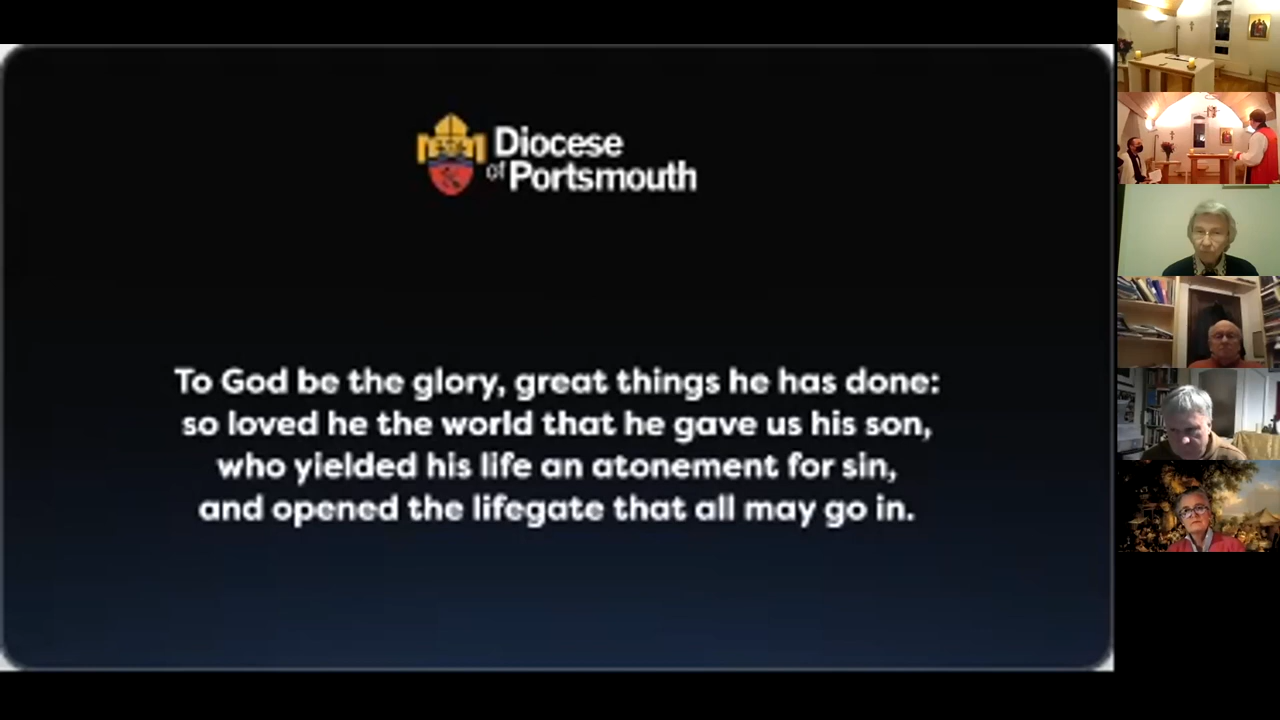 Diocese
of Portsmouth
To God be the glory, great things he has done:
so loved he the world that he gave us his son,
who yielded his life an atonement for sin,
and opened the lifegate that all may go in.